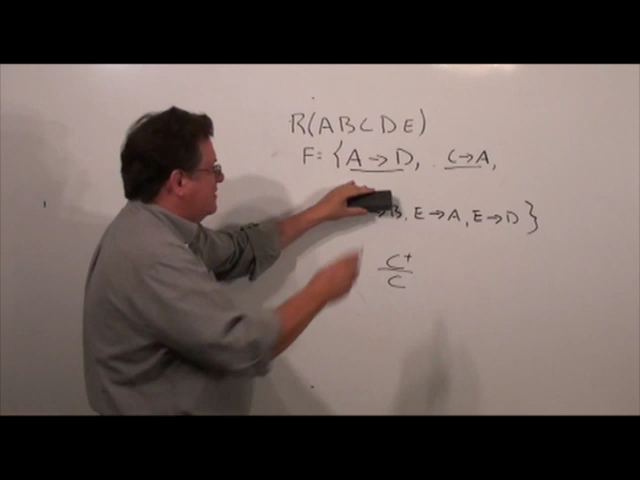 R(ABCDE)
F= {A→D, C→A,
→B, E→A, E→D}
C+
C